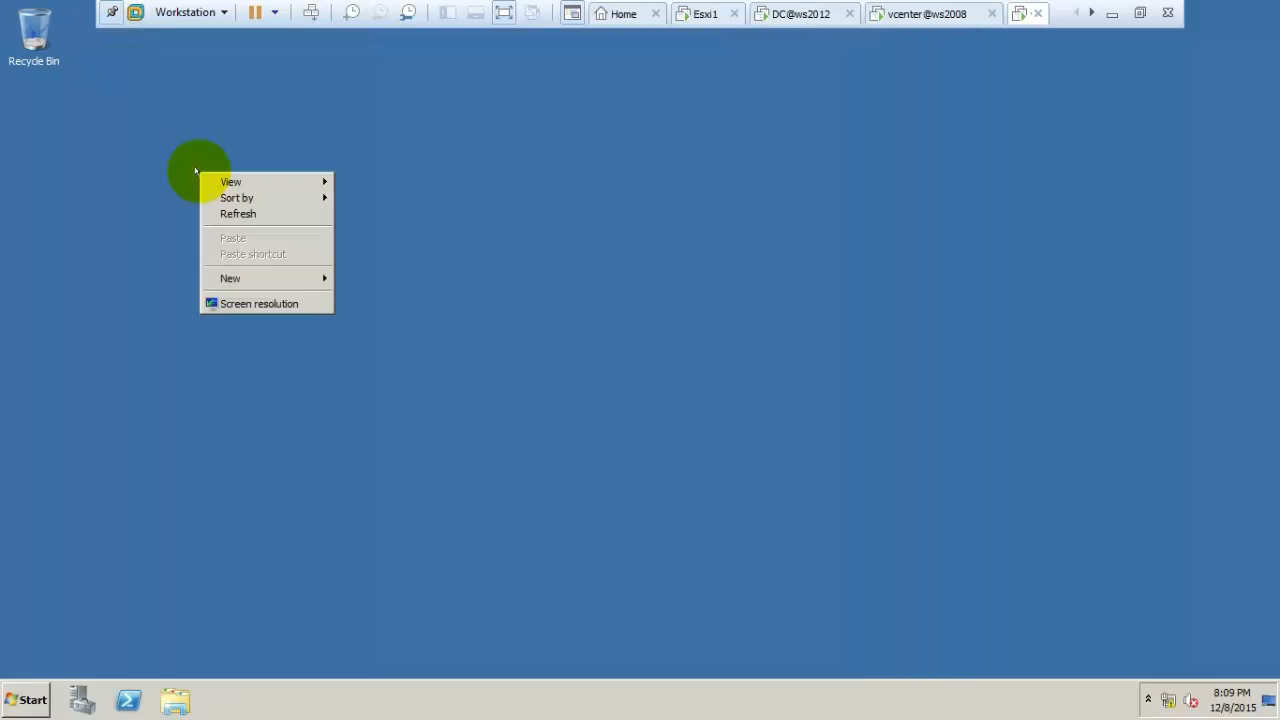 Workstation
Home
Esxi1
DC@ws2012
vcenter@ws2008
Recycle Bin
View
Sort by
Refresh
Paste
Paste shortcut
New
Screen resolution
Start
8:09 PM
12/8/2015